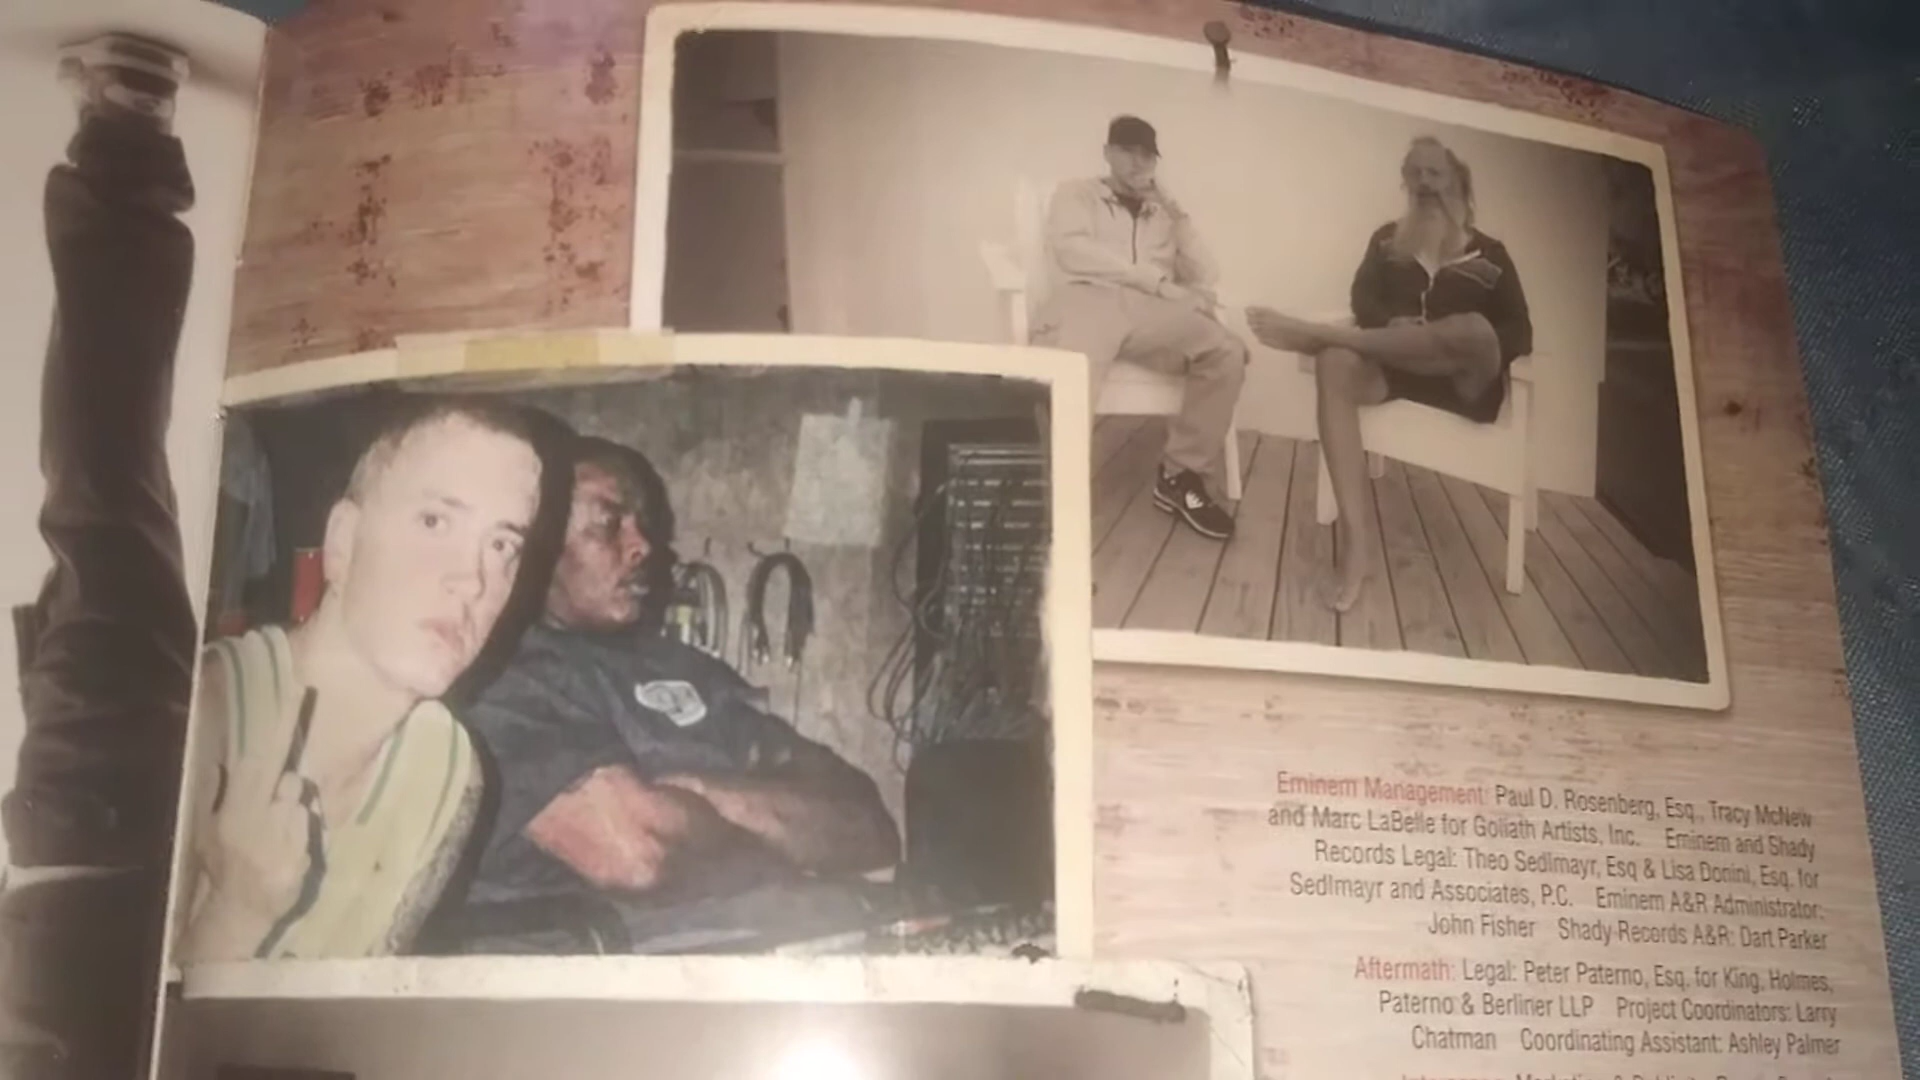 Eminem Management: Paul D. Rosenberg, Esq., Tracy McNew
and Marc LaBelle for Goliath Artists, Inc. Eminem and Shady
Records Legal: Theo Sedlmayr, Esq & Lisa Donini, Esq. for
Sedlmayr and Associates, P.C. Eminem A&R Administrator:
John Fisher Shady Records A&R: Dart Parker
Aftermath: Legal: Peter Paterno, Esq. for King, Holmes,
Paterno & Berliner LLP Project Coordinators: Larry
Chatman Coordinating Assistant: Ashley Palmer